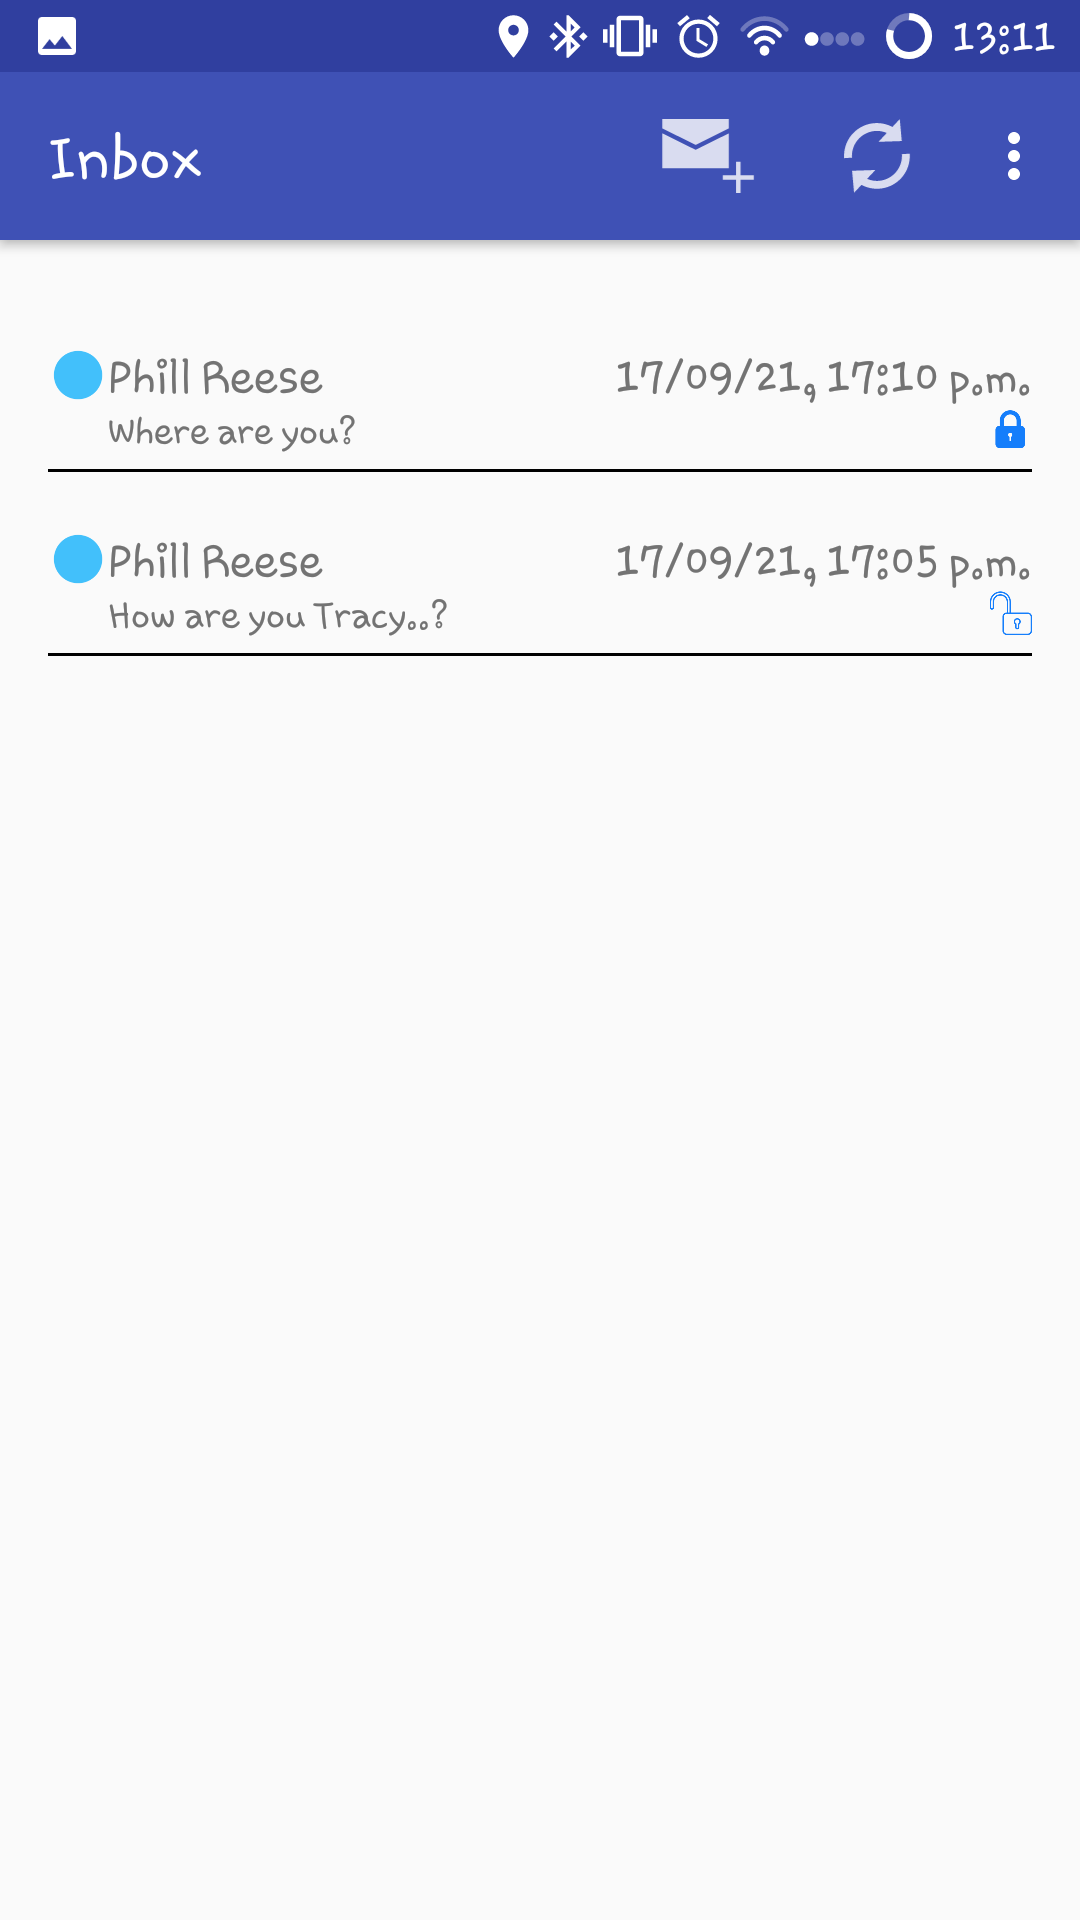 13:11
Inbox
Phill Reese 17/09/21, 17:10 p.m.
Where are you?
Phill Reese 17/09/21, 17:05 p.m.
How are you Tracy..?